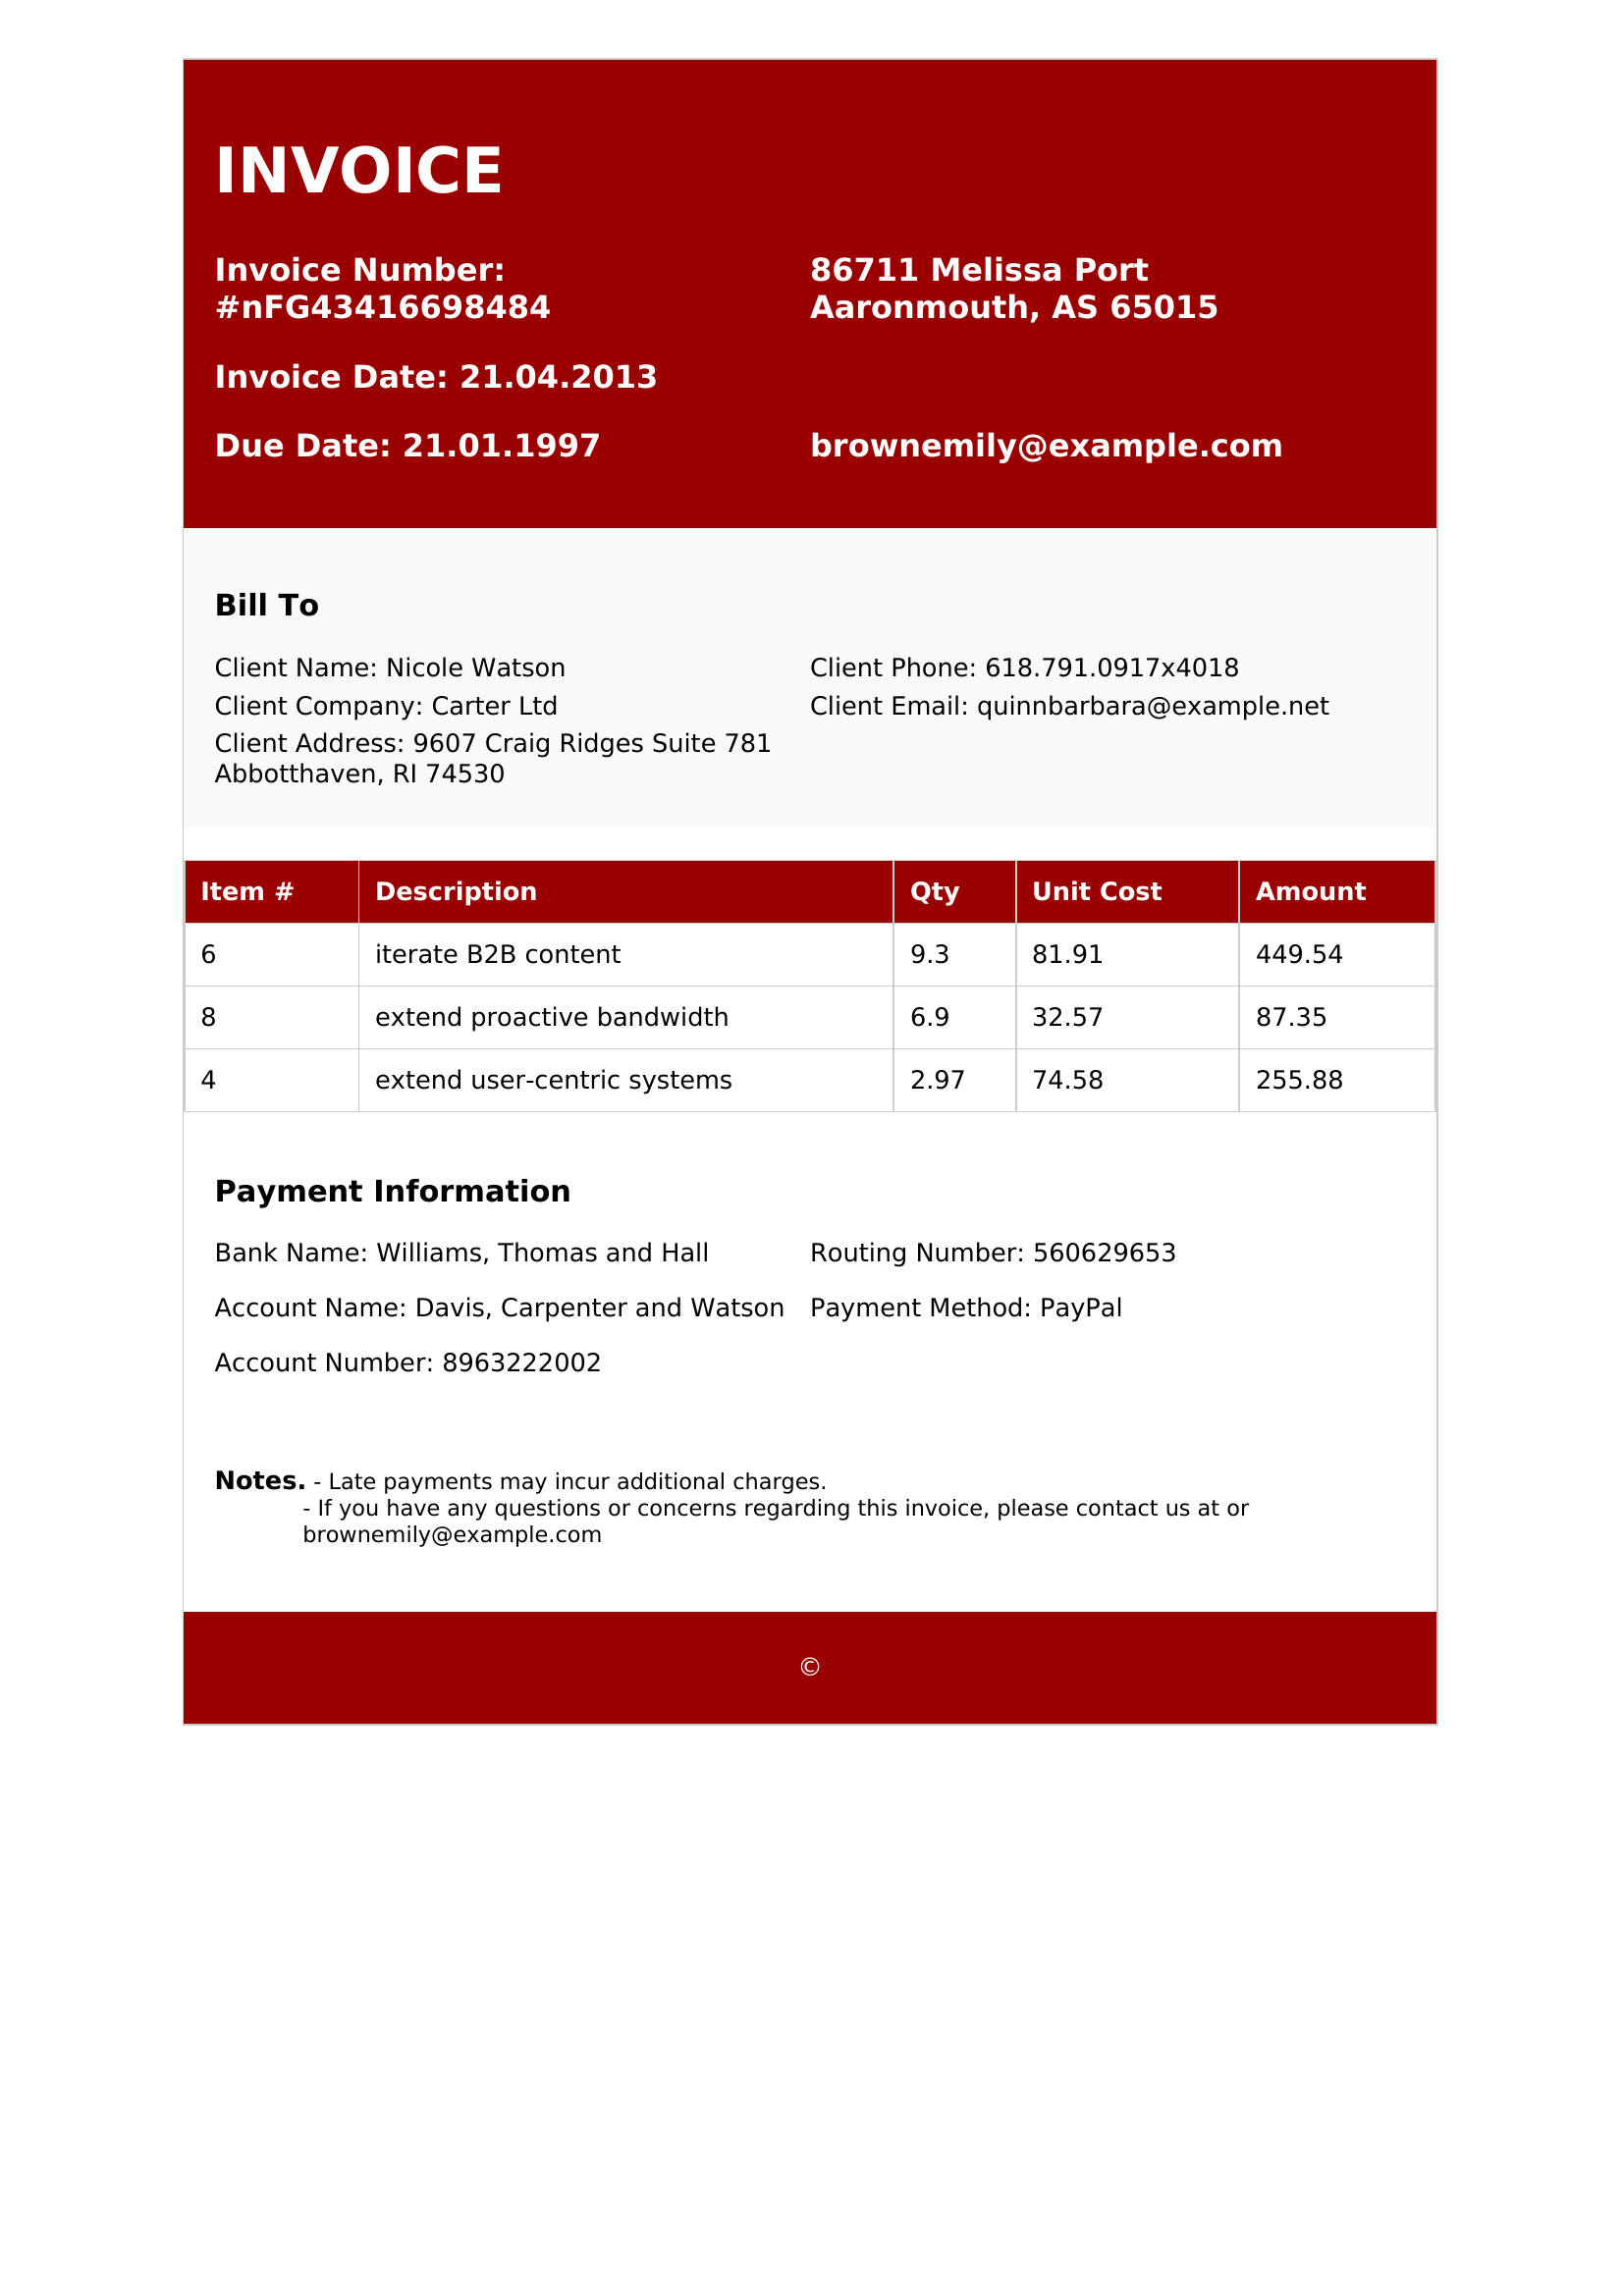 INVOICE
Invoice Number:
#nFG43416698484
86711 Melissa Port
Aaronmouth, AS 65015
Invoice Date: 21.04.2013
Due Date: 21.01.1997
brownemily@example.com
Bill To
Client Name: Nicole Watson
Client Phone: 618.791.0917x4018
Client Company: Carter Ltd
Client Email: quinnbarbara@example.net
Client Address: 9607 Craig Ridges Suite 781
Abbotthaven, RI 74530
Item # Description Qty Unit Cost Amount
6 iterate B2B content 9.3 81.91 449.54
8 extend proactive bandwidth 6.9 32.57 87.35
4 extend user-centric systems 2.97 74.58 255.88
Payment Information
Bank Name: Williams, Thomas and Hall
Routing Number: 560629653
Account Name: Davis, Carpenter and Watson
Payment Method: PayPal
Account Number: 8963222002
Notes. - Late payments may incur additional charges.
- If you have any questions or concerns regarding this invoice, please contact us at or
brownemily@example.com
©